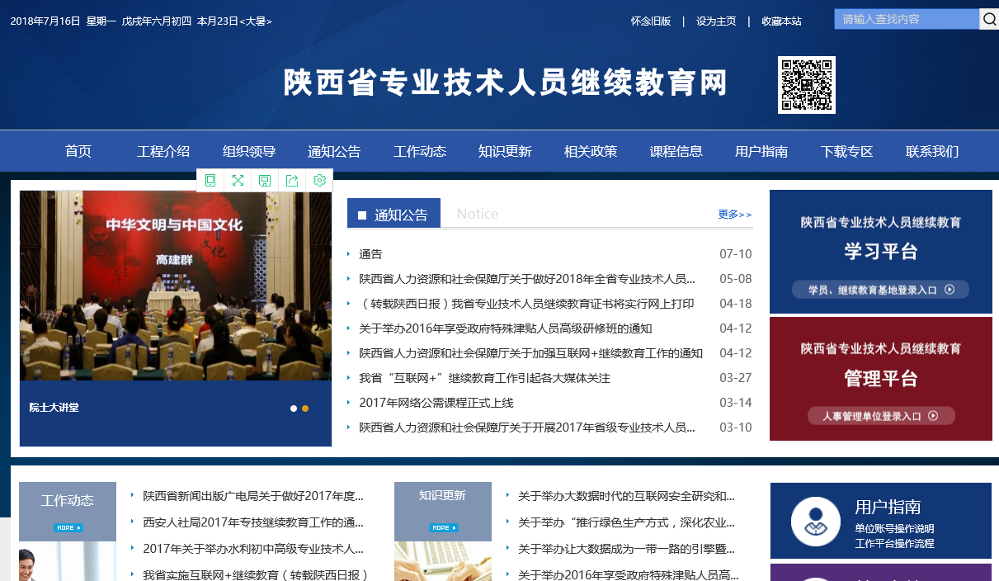 2018年7月16日 星期一 戊戌年六月初四 本月23日<大暑>
怀念旧版 | 设为主页 | 收藏本站
请输入查找内容
陕西省专业技术人员继续教育网
首页 工程介绍 组织领导 通知公告 工作动态 知识更新 相关政策 课程信息 用户指南 下载专区 联系我们
中华文明与中国文化
高建群
院士大讲堂
通知公告 Notice 更多>>
通告 07-10
陕西省人力资源和社会保障厅关于做好2018年全省专业技术人员... 05-08
（转载陕西日报）我省专业技术人员继续教育证书将实行网上打印 04-18
关于举办2016年享受政府特殊津贴人员高级研修班的通知 04-12
陕西省人力资源和社会保障厅关于加强互联网+继续教育工作的通知 04-12
我省“互联网+”继续教育工作引起各大媒体关注 03-27
2017年网络公需课程正式上线 03-14
陕西省人力资源和社会保障厅关于开展2017年省级专业技术人员... 03-10
陕西省专业技术人员继续教育
学习平台
学员、继续教育基地登录入口
陕西省专业技术人员继续教育
管理平台
人事管理单位登录入口
工作动态
MORE
陕西省新闻出版广电局关于做好2017年度...
西安人社局2017年专技继续教育工作的通...
2017年关于举办水利初中高级专业技术人...
我省实施互联网+继续教育（转载陕西日报）
知识更新
MORE
关于举办大数据时代的互联网安全研究和...
关于举办“推行绿色生产方式，深化农业...
关于举办让大数据成为一带一路的引擎暨...
关于举办2016年享受政府特殊津贴人员高...
用户指南
单位账号操作说明
工作平台操作流程